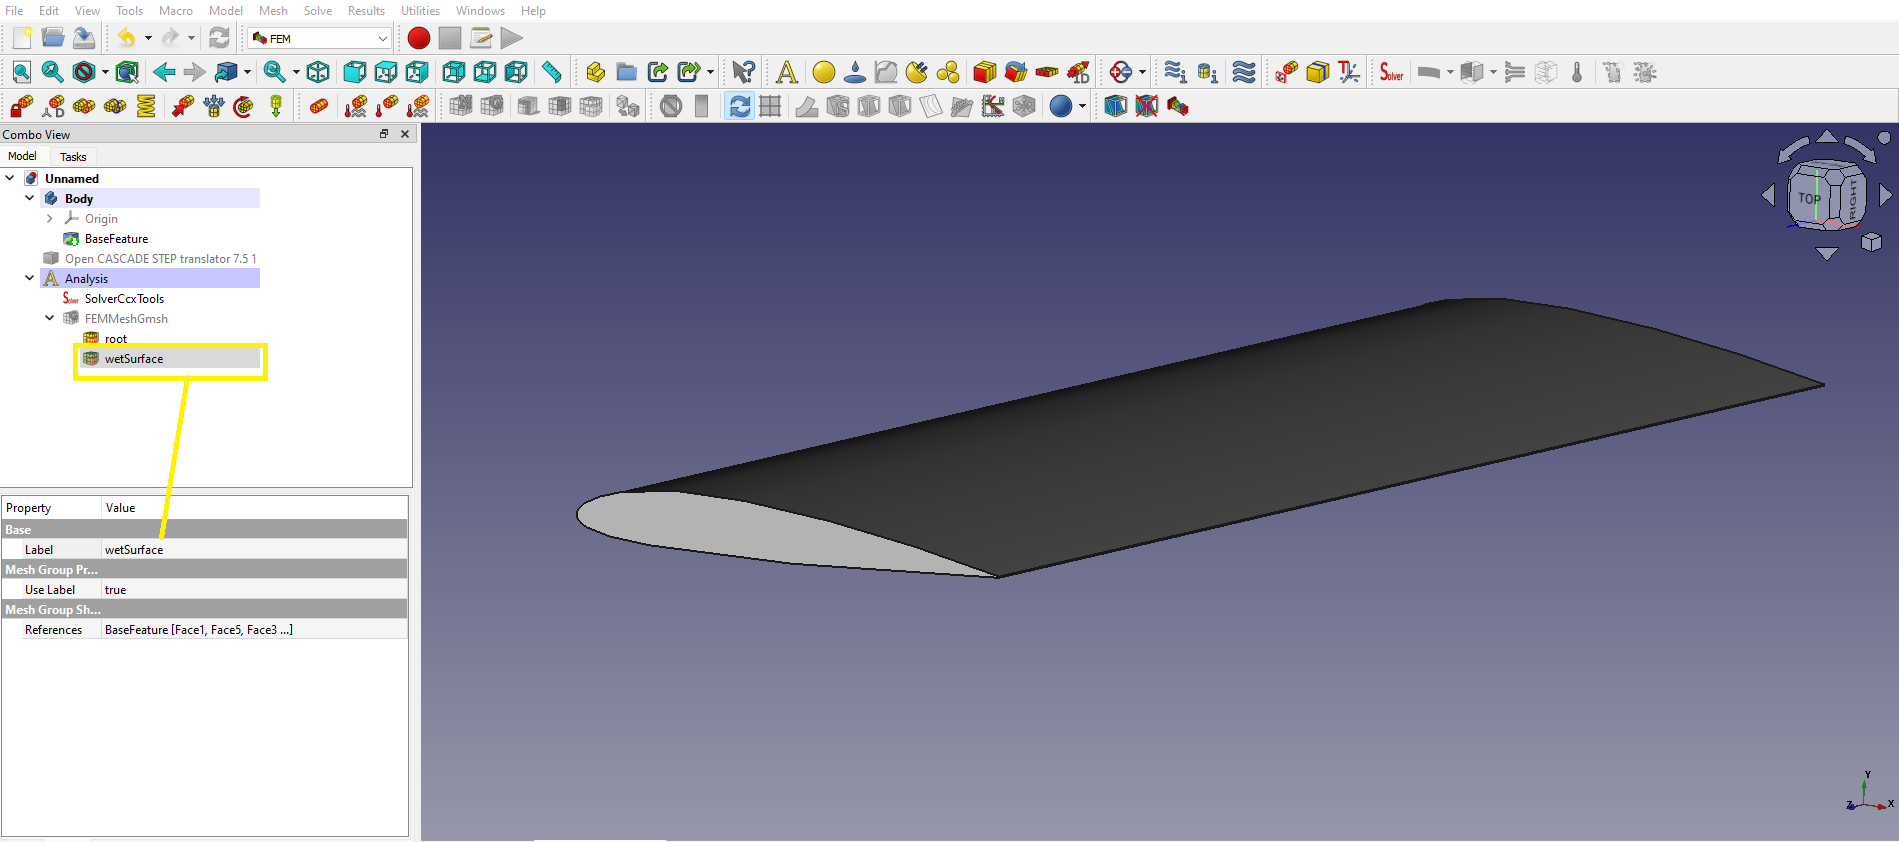 File Edit View Tools Macro Model Mesh Solve Results Utilities Windows Help
FEM
Solver
Combo View
Model Tasks
Unnamed
Body
Origin
BaseFeature
Open CASCADE STEP translator 7.5 1
Analysis
Solver SolverCcxTools
FEMMeshGmsh
root
wetSurface
Property Value
Base
Label wetSurface
Mesh Group Pr...
Use Label true
Mesh Group Sh...
References BaseFeature [Face1, Face5, Face3 ...]
TOP RIGHT
Y
Z X